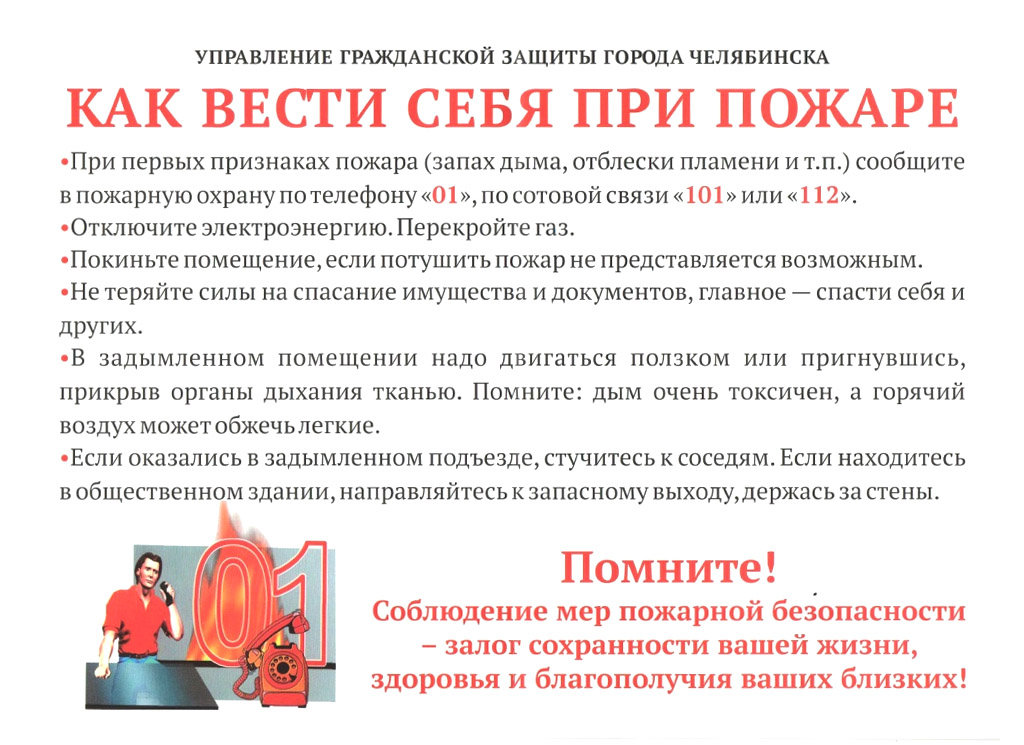 УПРАВЛЕНИЕ ГРАЖДАНСКОЙ ЗАЩИТЫ ГОРОДА ЧЕЛЯБИНСКА
КАК ВЕСТИ СЕБЯ ПРИ ПОЖАРЕ
•При первых признаках пожара (запах дыма, отблески пламени и т.п.) сообщите
в пожарную охрану по телефону «01», по сотовой связи «101» или «112».
•Отключите электроэнергию. Перекройте газ.
•Покиньте помещение, если потушить пожар не представляется возможным.
•Не теряйте силы на спасание имущества и документов, главное — спасти себя и
других.
•В задымленном помещении надо двигаться ползком или пригнувшись,
прикрыв органы дыхания тканью. Помните: дым очень токсичен, а горячий
воздух может обжечь легкие.
•Если оказались в задымленном подъезде, стучитесь к соседям. Если находитесь
в общественном здании, направляйтесь к запасному выходу, держась за стены.
01
Помните!
Соблюдение мер пожарной безопасности
– залог сохранности вашей жизни,
здоровья и благополучия ваших близких!